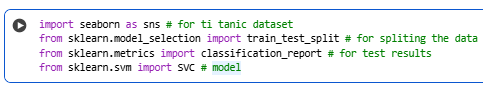 import seaborn as sns # for ti tanic dataset
from sklearn.model_selection import train_test_split # for spliting the data
from sklearn.metrics import classification_report # for test results
from sklearn.svm import SVC # model